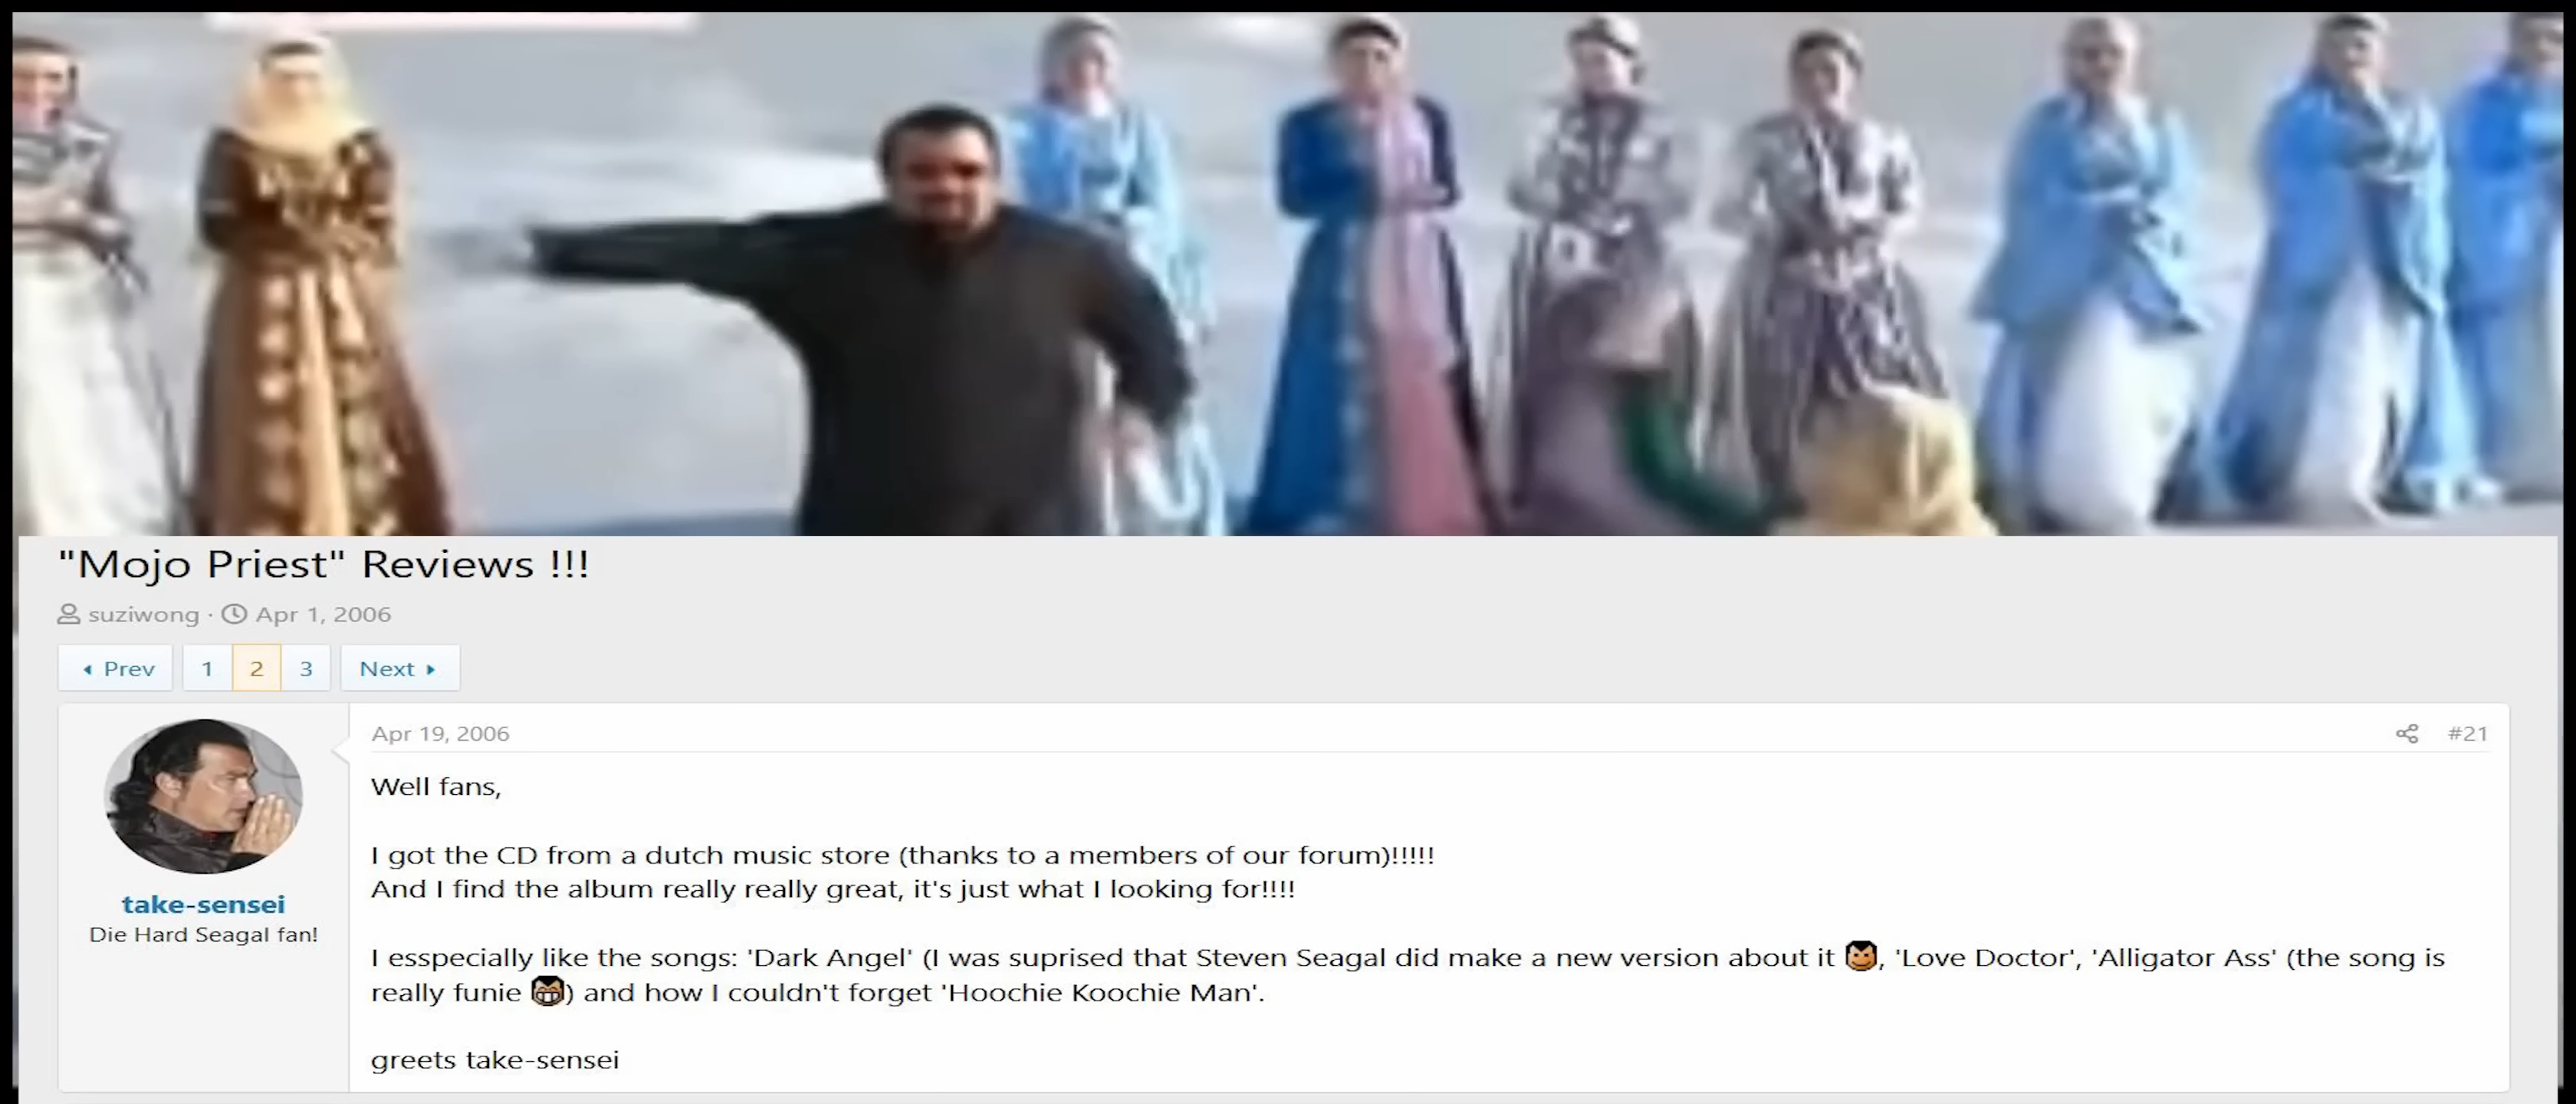 "Mojo Priest" Reviews !!!
suziwong · Apr 1, 2006
Prev 1 2 3 Next
Apr 19, 2006 #21
Well fans,
I got the CD from a dutch music store (thanks to a members of our forum)!!!!!
And I find the album really really great, it's just what I looking for!!!!
take-sensei
Die Hard Seagal fan!
I esspecially like the songs: 'Dark Angel' (I was suprised that Steven Seagal did make a new version about it , 'Love Doctor', 'Alligator Ass' (the song is
really funie ) and how I couldn't forget 'Hoochie Koochie Man'.
greets take-sensei